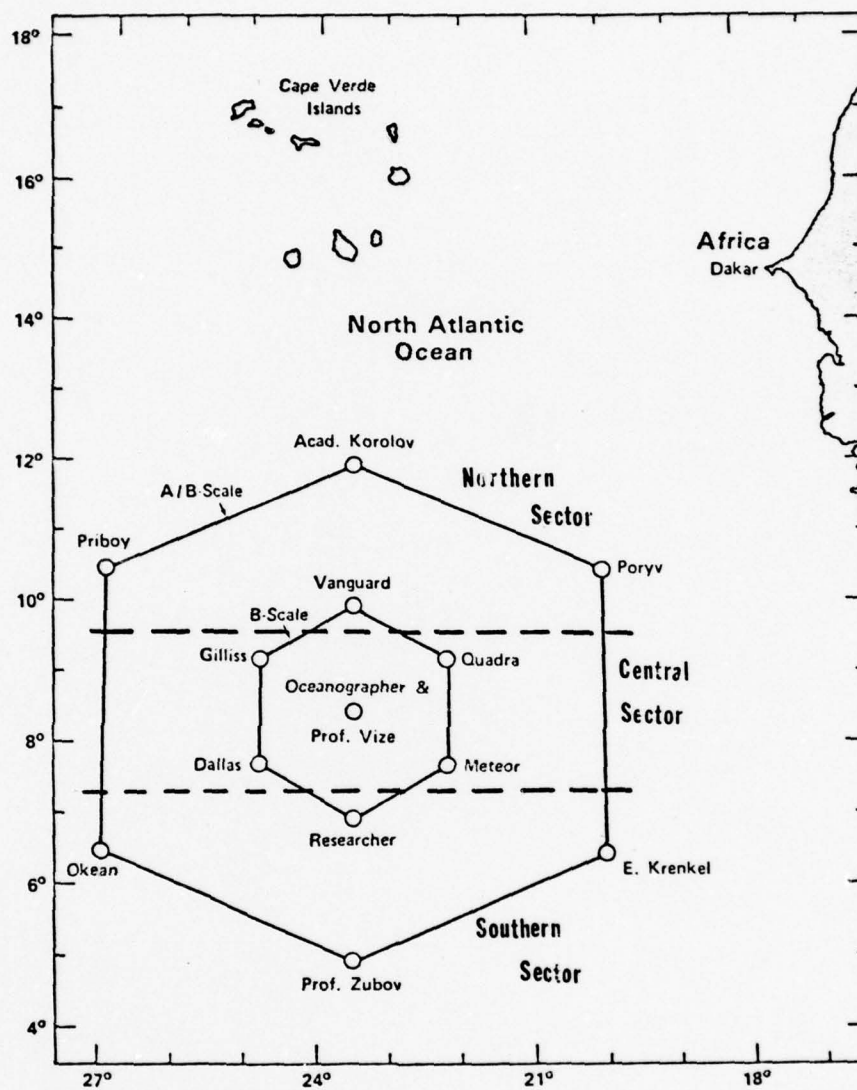 18°
Cape Verde
Islands
16°
Africa
Dakar
14°
North Atlantic
Ocean
12°
Acad. Korolov
Northern
Sector
A/B-Scale
Priboy
Poryv
10°
Vanguard
B-Scale
Gilliss
Quadra
Central
Sector
Oceanographer &
Prof. Vize
8°
Dallas
Meteor
Researcher
6°
Okean
E. Krenkel
Southern
Sector
Prof. Zubov
4°
27°
24°
21°
18°